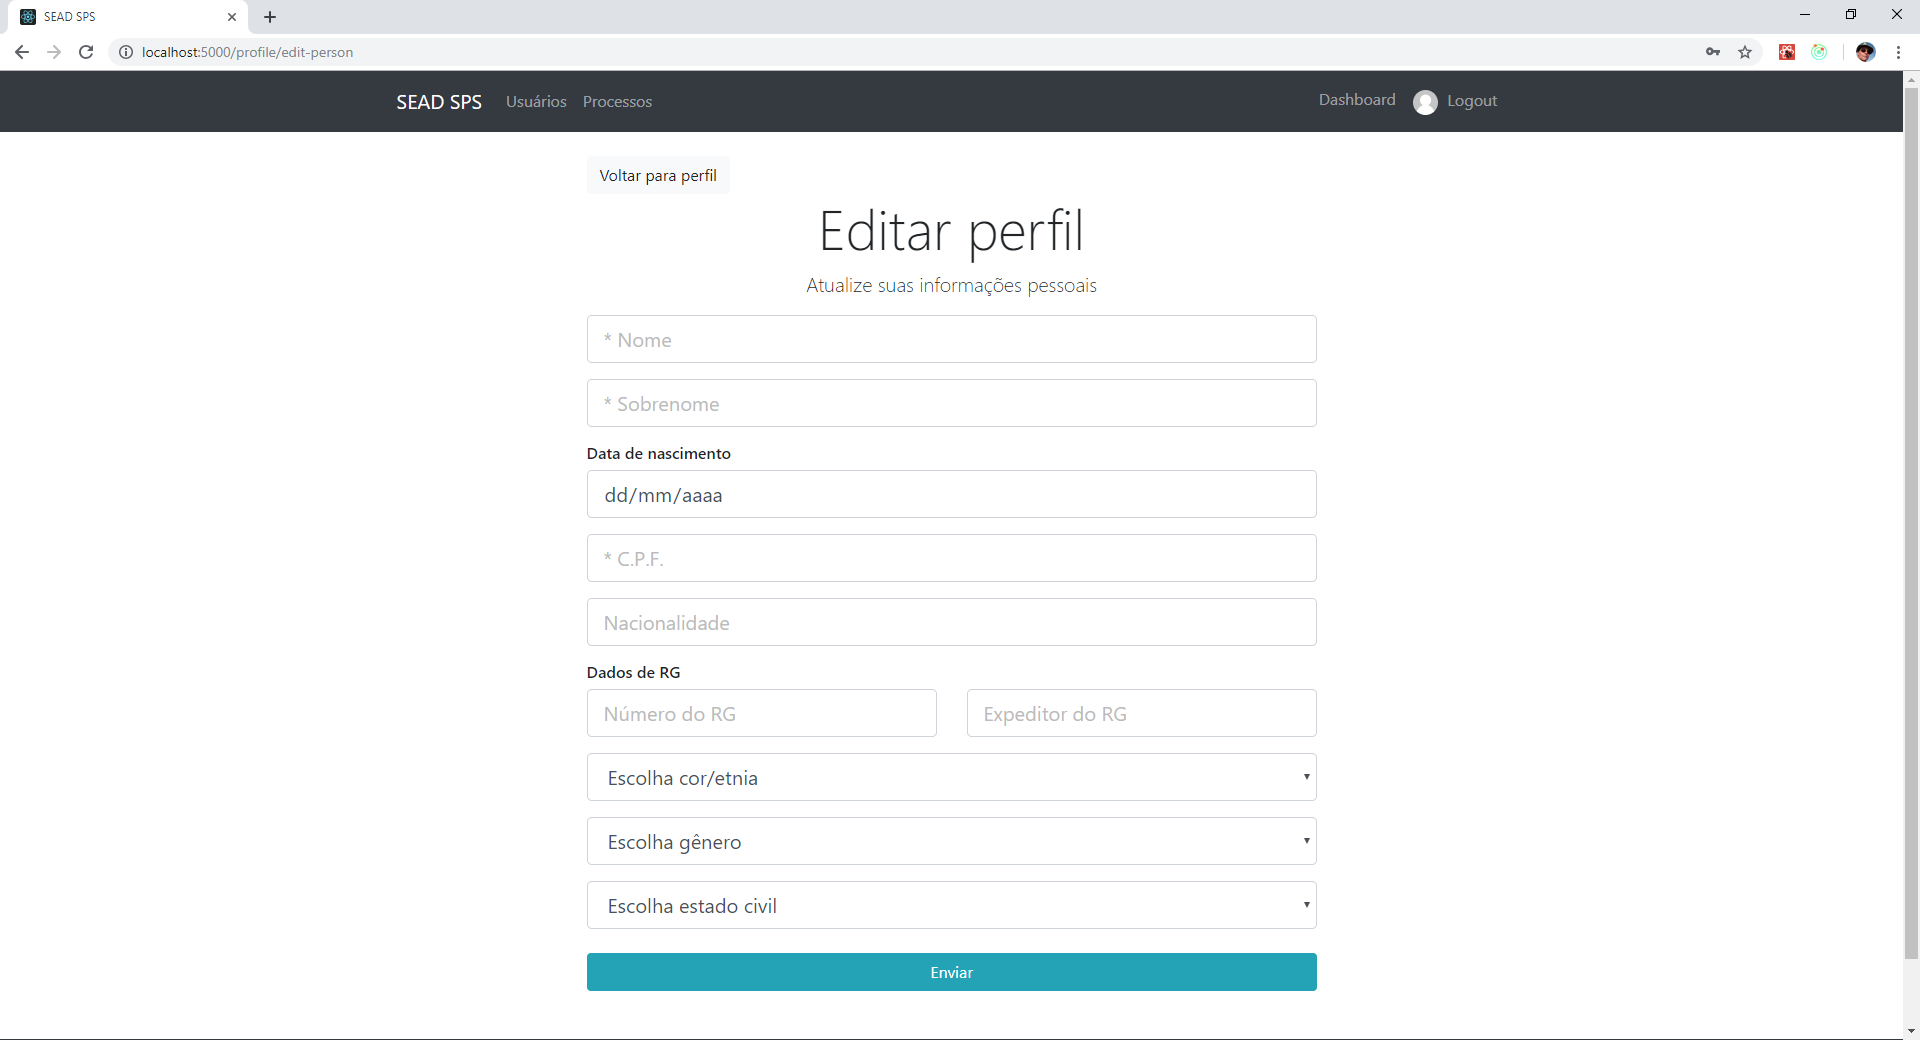 SEAD SPS
localhost:5000/profile/edit-person
SEAD SPS Usuários Processos Dashboard Logout
Voltar para perfil
Editar perfil
Atualize suas informações pessoais
* Nome
* Sobrenome
Data de nascimento
dd/mm/aaaa
* C.P.F.
Nacionalidade
Dados de RG
Número do RG Expeditor do RG
Escolha cor/etnia
Escolha gênero
Escolha estado civil
Enviar